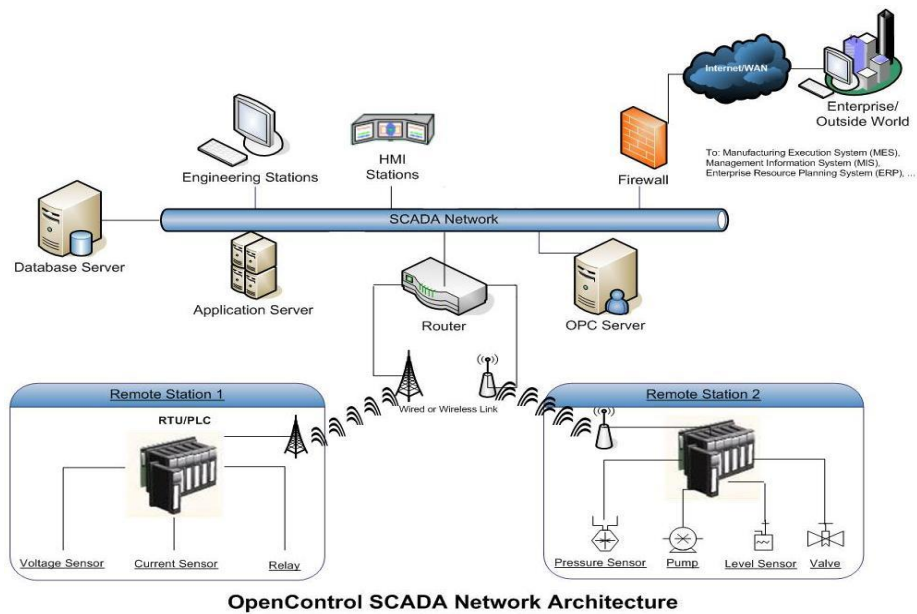 Internet/WAN
Enterprise/
Outside World
To: Manufacturing Execution System (MES),
Management Information System (MIS),
Enterprise Resource Planning System (ERP), ...
Engineering Stations
HMI
Stations
Firewall
SCADA Network
Database Server
Application Server
Router
OPC Server
Remote Station 1
Wired or Wireless Link
Remote Station 2
RTU/PLC
Voltage Sensor
Current Sensor
Relay
Pressure Sensor
Pump
Level Sensor
Valve
OpenControl SCADA Network Architecture